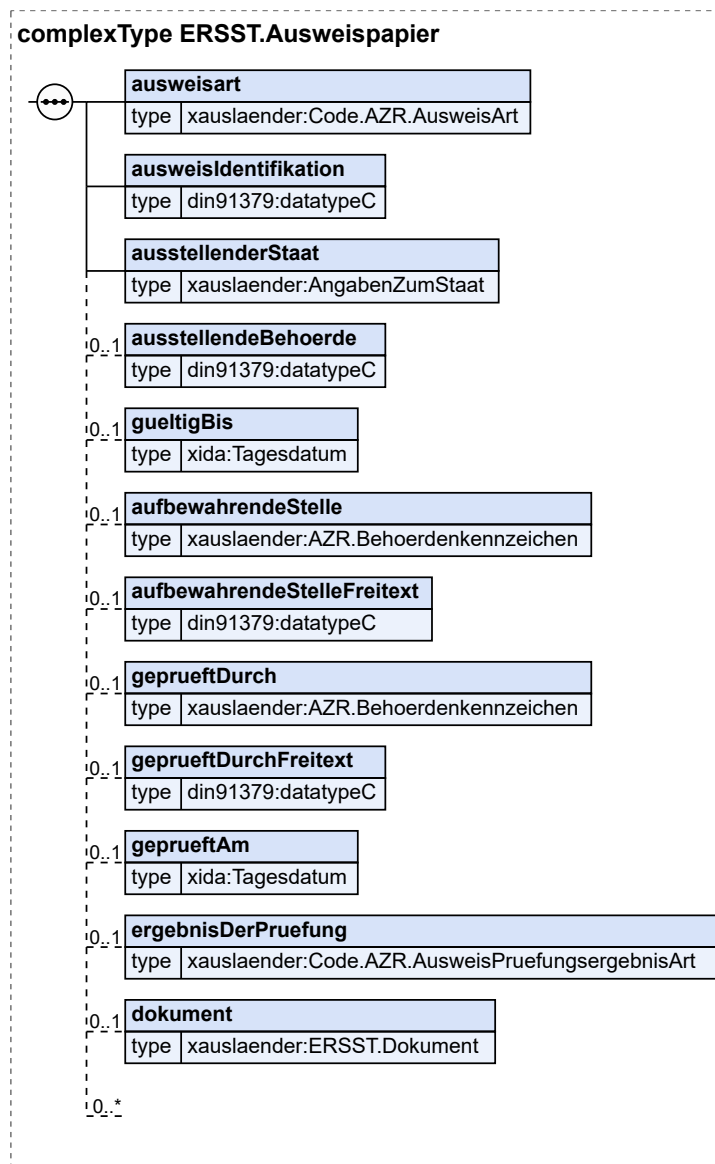 complexType ERSST.Ausweispapier
ausweisart
type xauslaender:Code.AZR.AusweisArt
ausweisIdentifikation
type din91379:datatypeC
ausstellenderStaat
type xauslaender:AngabenZumStaat
0..1 ausstellendeBehoerde
type din91379:datatypeC
0..1 gueltigBis
type xida:Tagesdatum
0..1 aufbewahrendeStelle
type xauslaender:AZR.Behoerdenkennzeichen
0..1 aufbewahrendeStelleFreitext
type din91379:datatypeC
0..1 geprueftDurch
type xauslaender:AZR.Behoerdenkennzeichen
0..1 geprueftDurchFreitext
type din91379:datatypeC
0..1 geprueftAm
type xida:Tagesdatum
0..1 ergebnisDerPruefung
type xauslaender:Code.AZR.AusweisPruefungsergebnisArt
0..1 dokument
type xauslaender:ERSST.Dokument
0..*